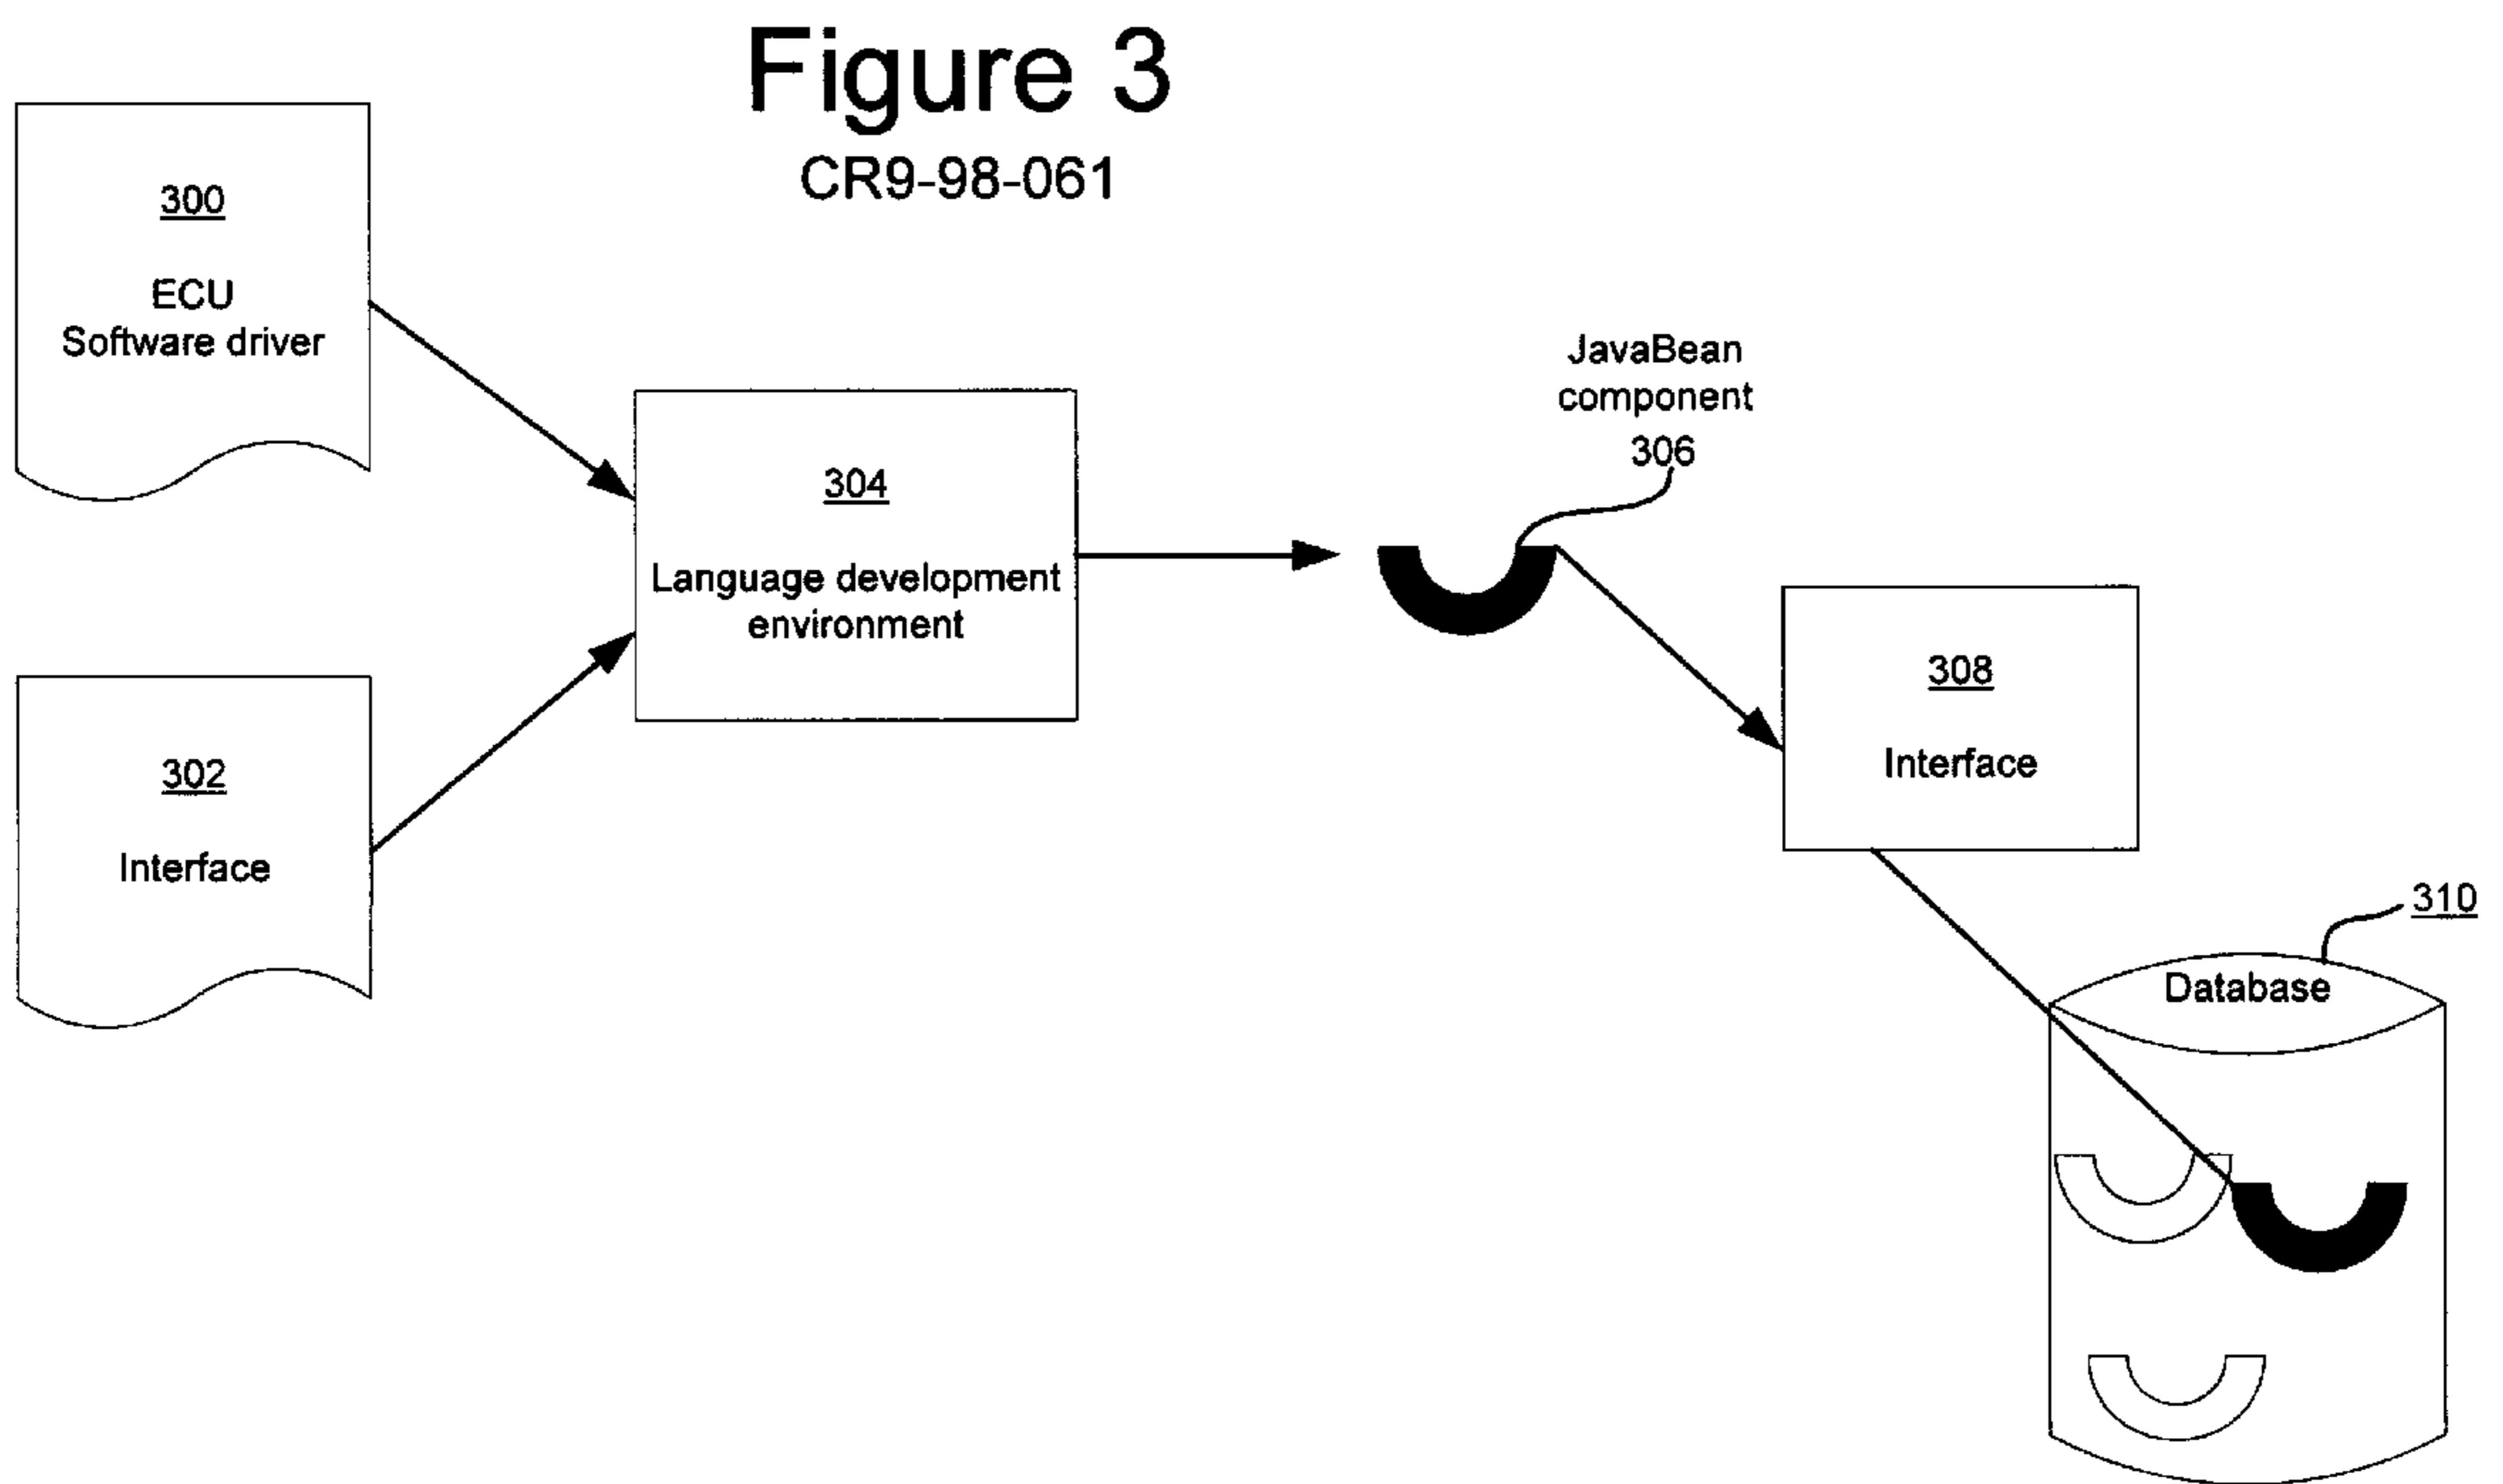 Figure 3
CR9-98-061
300
ECU
Software driver
302
Interface
304
Language development
environment
JavaBean
component
306
308
Interface
310
Database